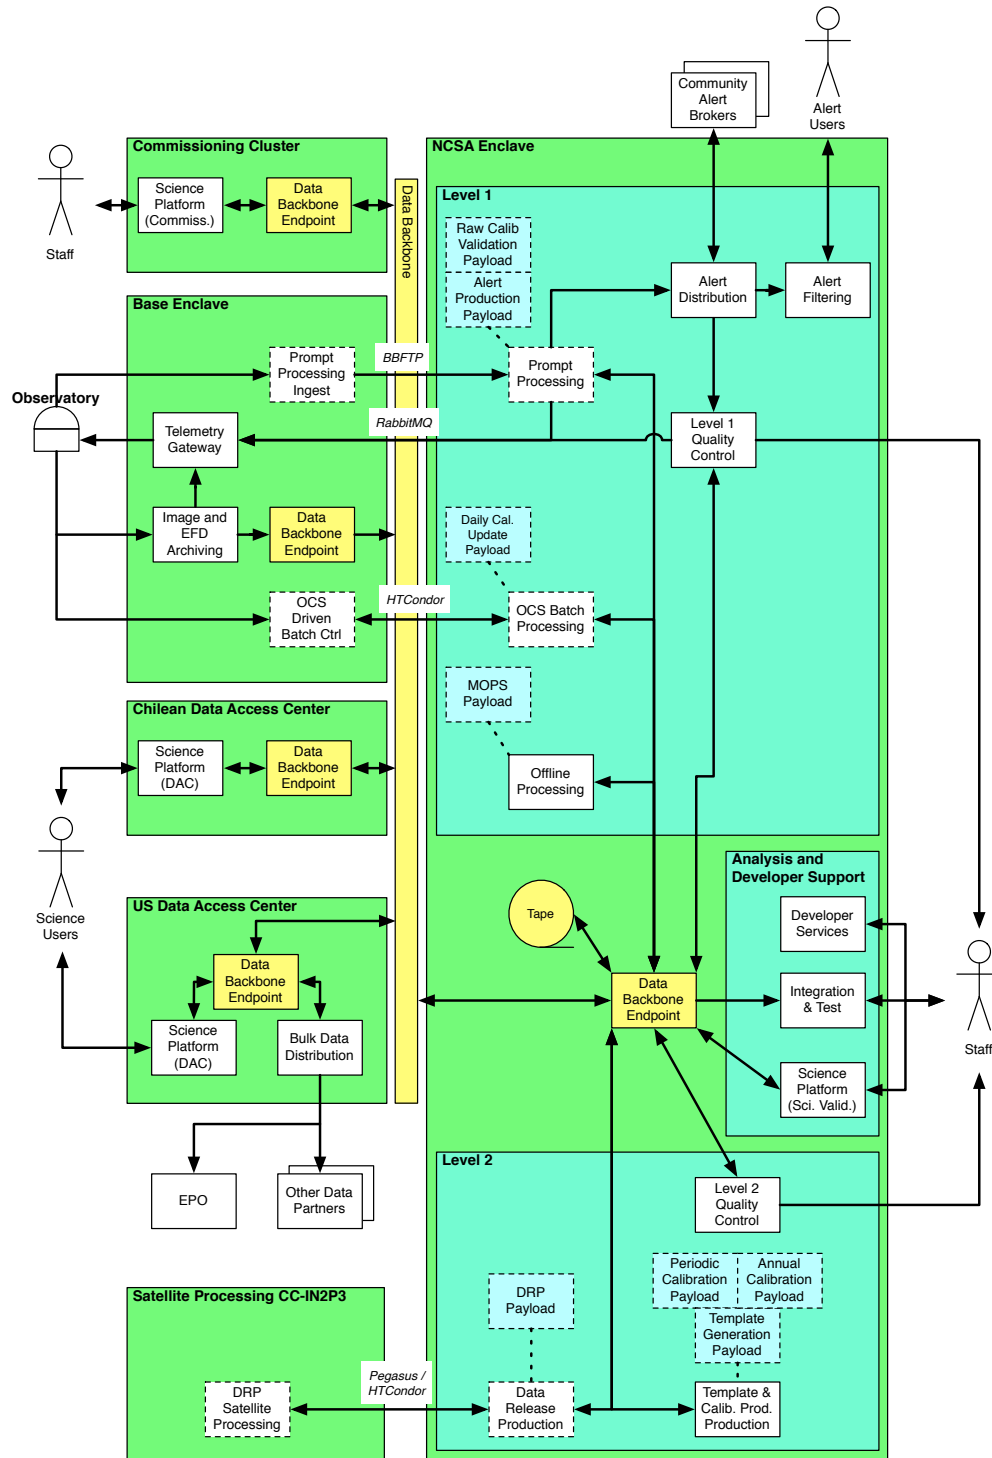 Community
Alert
Brokers
Alert
Users
Commissioning Cluster
Staff
Science
Platform
(Commiss.)
Data
Backbone
Endpoint
Data Backbone
NCSA Enclave
Level 1
Raw Calib
Validation
Payload
Alert
Production
Payload
Alert
Distribution
Alert
Filtering
Base Enclave
Prompt
Processing
Ingest
BBFTP
Prompt
Processing
Observatory
Telemetry
Gateway
RabbitMQ
Level 1
Quality
Control
Image and
EFD
Archiving
Data
Backbone
Endpoint
Daily Cal.
Update
Payload
OCS
Driven
Batch Ctrl
HTCondor
OCS Batch
Processing
MOPS
Payload
Offline
Processing
Chilean Data Access Center
Science
Platform
(DAC)
Data
Backbone
Endpoint
Science
Users
US Data Access Center
Data
Backbone
Endpoint
Science
Platform
(DAC)
Bulk Data
Distribution
EPO
Other Data
Partners
Tape
Data
Backbone
Endpoint
Analysis and
Developer Support
Developer
Services
Integration
& Test
Science
Platform
(Sci. Valid.)
Staff
Level 2
Level 2
Quality
Control
Periodic
Calibration
Payload
Annual
Calibration
Payload
Template
Generation
Payload
DRP
Payload
Satellite Processing CC-IN2P3
DRP
Satellite
Processing
Pegasus /
HTCondor
Data
Release
Production
Template &
Calib. Prod.
Production